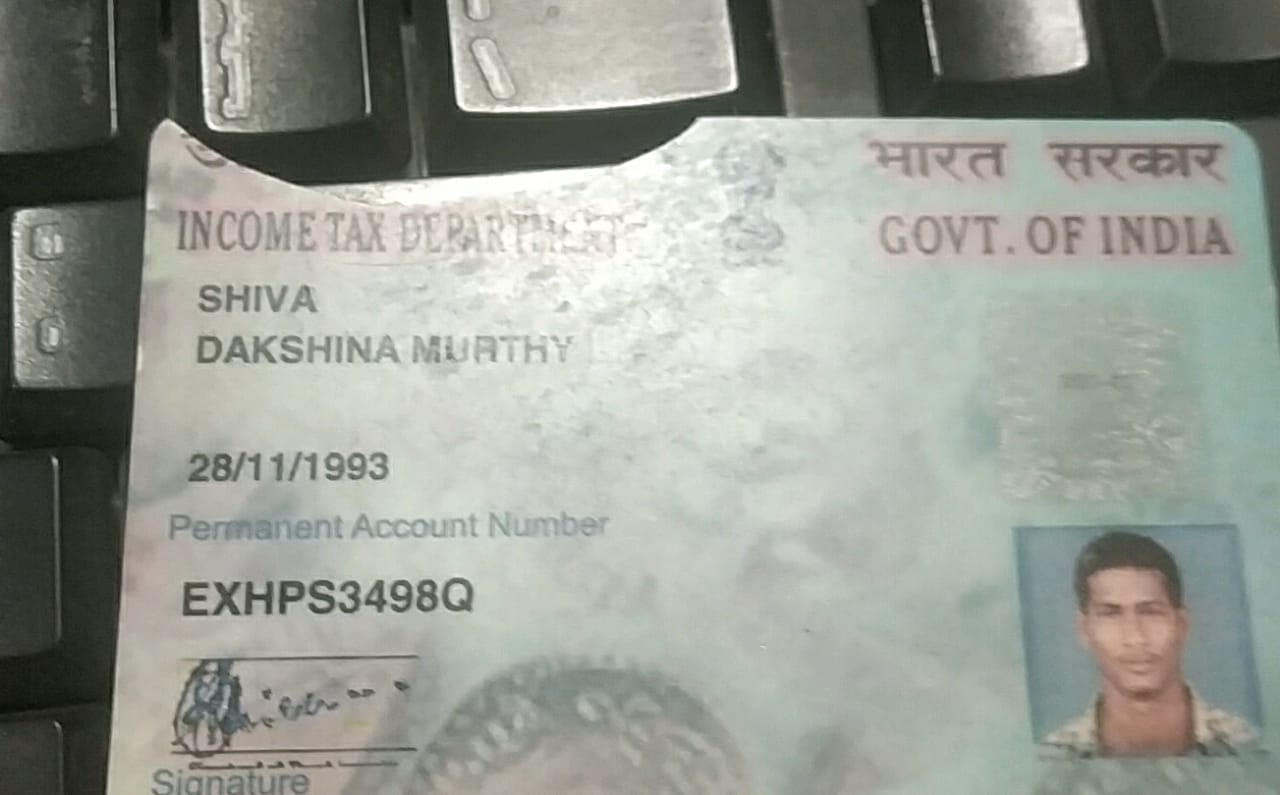 भारत सरकार
INCOME TAX DEPARTMENT
GOVT. OF INDIA
SHIVA
DAKSHINA MURTHY
28/11/1993
Permanent Account Number
EXHPS3498Q
Signature